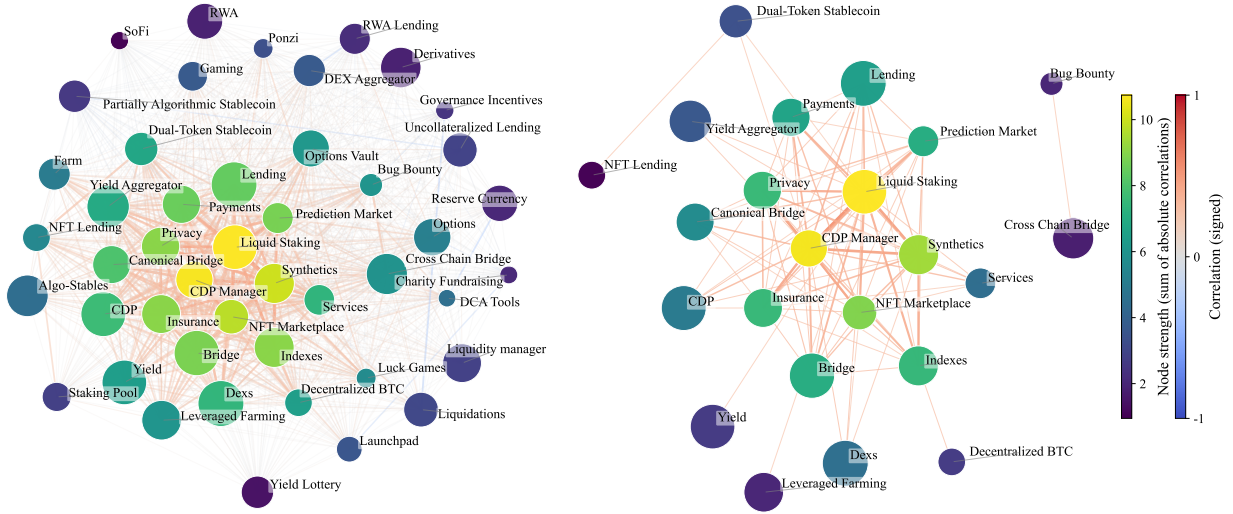 SoFi
RWA
Ponzi
RWA Lending
Gaming
DEX Aggregator
Derivatives
Partially Algorithmic Stablecoin
Governance Incentives
Dual-Token Stablecoin
Uncollateralized Lending
Options Vault
Farm
Lending
Bug Bounty
Yield Aggregator
Payments
Reserve Currency
Prediction Market
NFT Lending
Privacy
Liquid Staking
Options
Canonical Bridge
Synthetics
Cross Chain Bridge
Charity Fundraising
Algo-Stables
CDP Manager
DCA Tools
CDP
Insurance
NFT Marketplace
Services
Bridge
Indexes
Liquidity manager
Yield
Luck Games
Staking Pool
Dexs
Decentralized BTC
Leveraged Farming
Liquidations
Launchpad
Yield Lottery
Dual-Token Stablecoin
Lending
Bug Bounty
Payments
Yield Aggregator
Prediction Market
NFT Lending
Privacy
Liquid Staking
Canonical Bridge
Cross Chain Bridge
CDP Manager
Synthetics
Services
CDP
Insurance
NFT Marketplace
Bridge
Indexes
Yield
Dexs
Decentralized BTC
Leveraged Farming
10
8
6
4
2
Node strength (sum of absolute correlations)
1
0
-1
Correlation (signed)